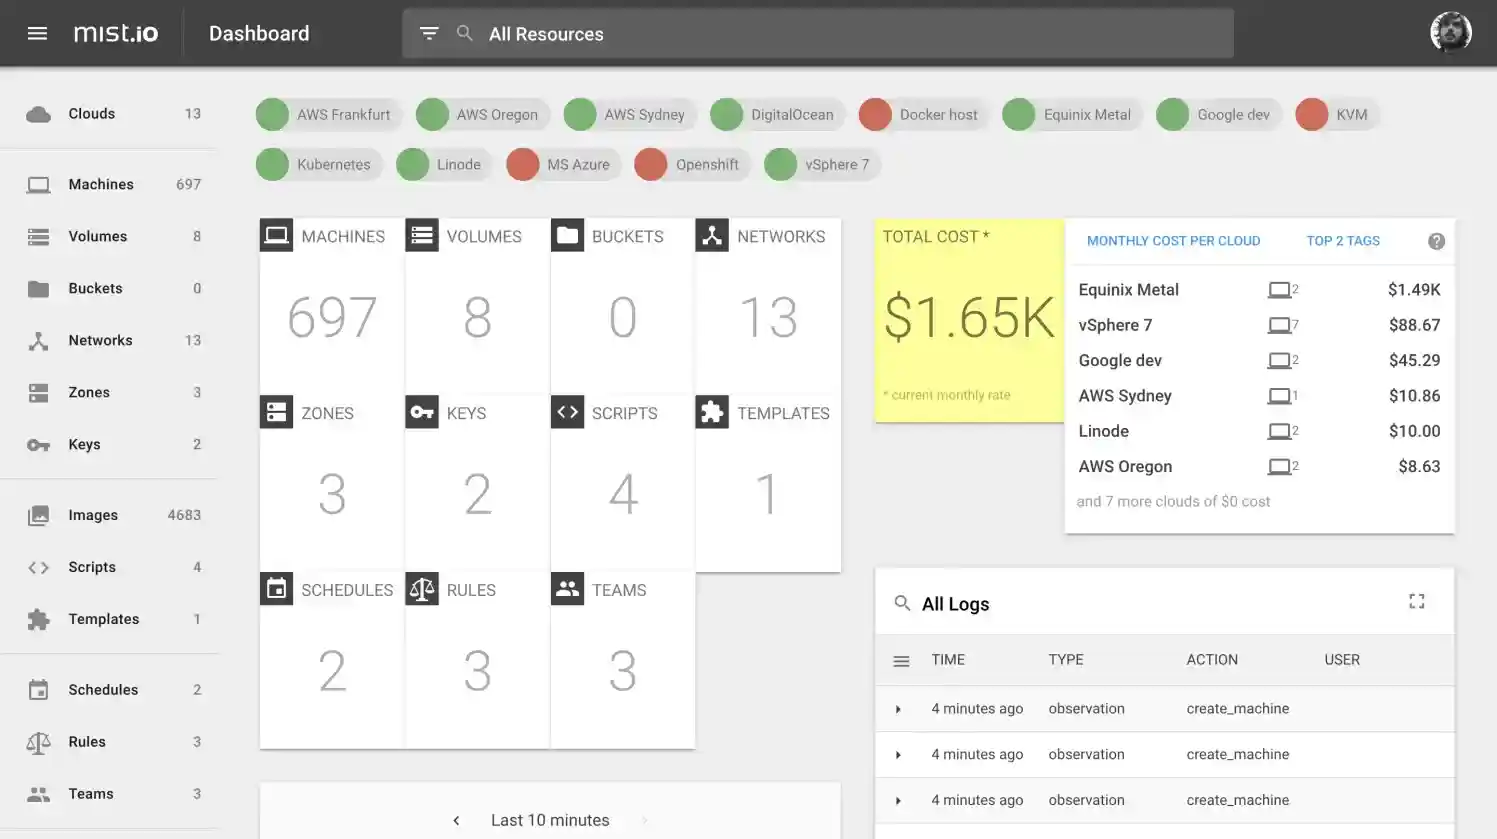 mist.io Dashboard All Resources
Clouds 13
Machines 697
Volumes 8
Buckets 0
Networks 13
Zones 3
Keys 2
Images 4683
Scripts 4
Templates 1
Schedules 2
Rules 3
Teams 3
AWS Frankfurt AWS Oregon AWS Sydney DigitalOcean Docker host Equinix Metal Google dev KVM
Kubernetes Linode MS Azure Openshift vSphere 7
MACHINES VOLUMES BUCKETS NETWORKS
697 8 0 13
ZONES KEYS SCRIPTS TEMPLATES
3 2 4 1
SCHEDULES RULES TEAMS
2 3 3
Last 10 minutes
TOTAL COST *
$1.65K
* current monthly rate
MONTHLY COST PER CLOUD TOP 2 TAGS ?
Equinix Metal 2 $1.49K
vSphere 7 7 $88.67
Google dev 2 $45.29
AWS Sydney 1 $10.86
Linode 2 $10.00
AWS Oregon 2 $8.63
and 7 more clouds of $0 cost
All Logs
TIME TYPE ACTION USER
4 minutes ago observation create_machine
4 minutes ago observation create_machine
4 minutes ago observation create_machine